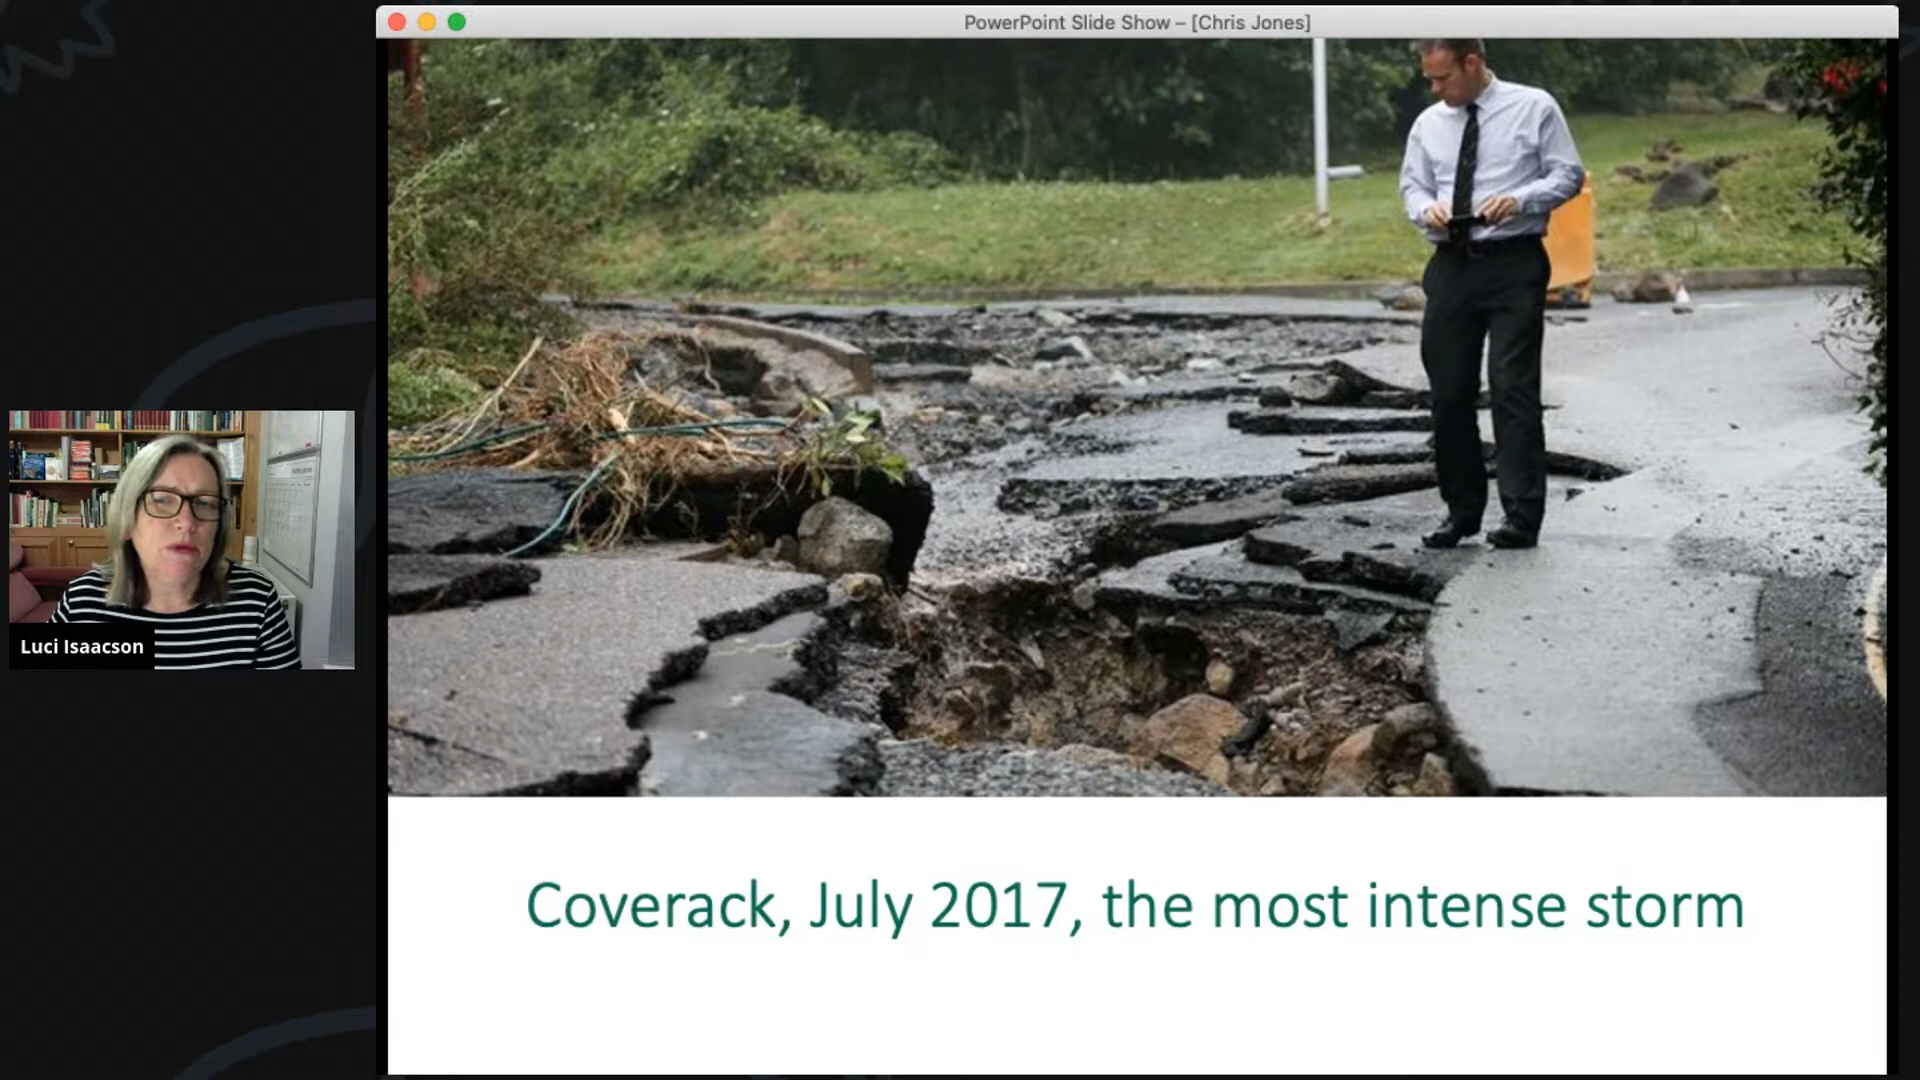 PowerPoint Slide Show – [Chris Jones]
Luci Isaacson
Coverack, July 2017, the most intense storm